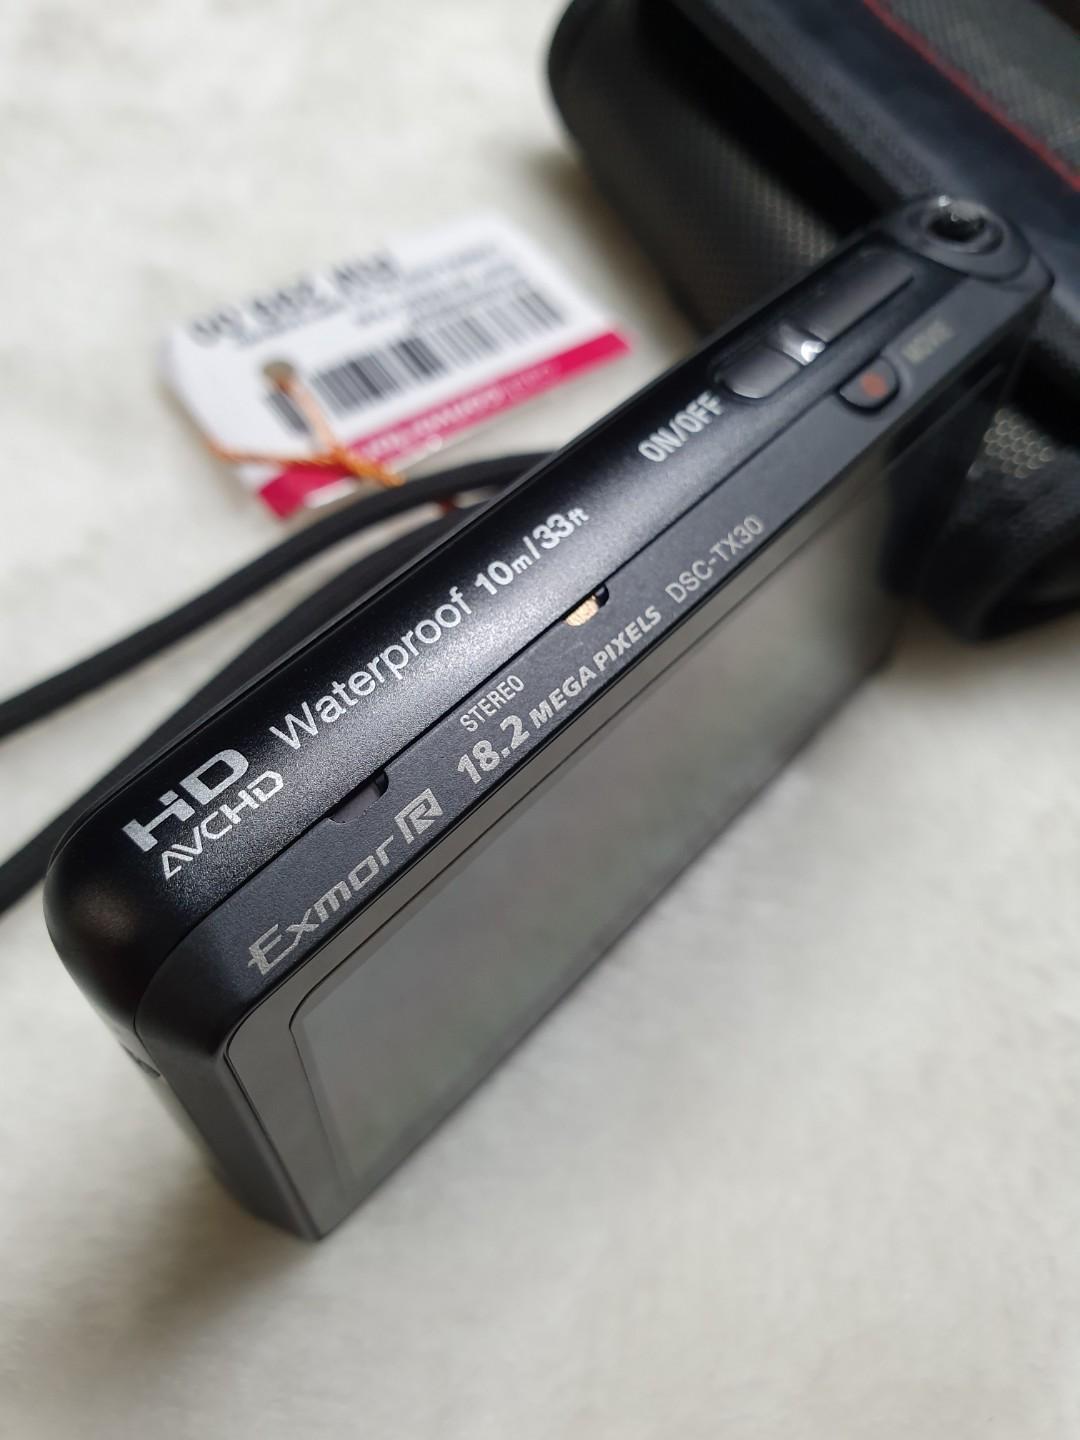 HD
AVCHD
Waterproof 10m/33ft
ON/OFF
MOVIE
Exmor R
STEREO
18.2 MEGA PIXELS
DSC-TX30